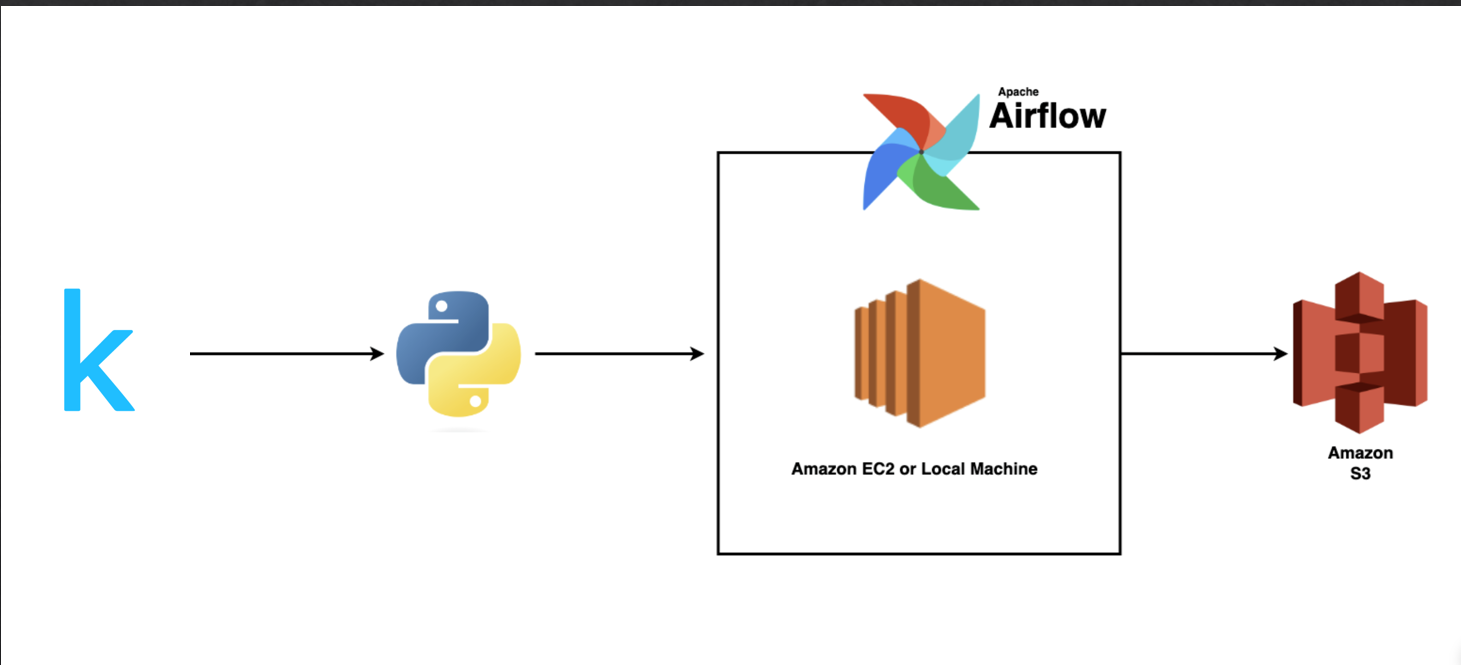 k
Apache
Airflow
Amazon EC2 or Local Machine
Amazon
S3